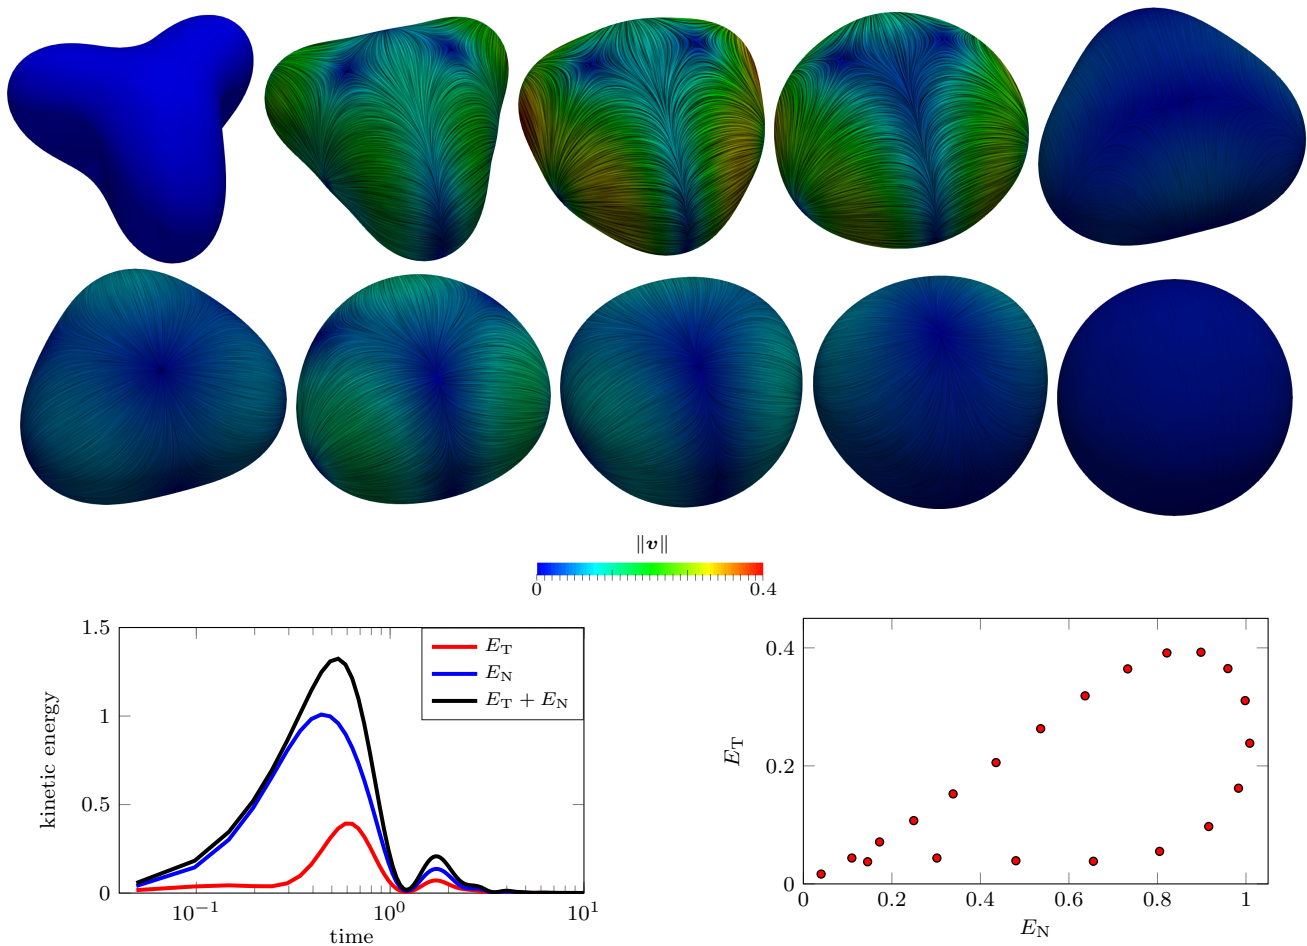 ‖v‖
0 0.4
1.5
1
0.5
0
10⁻¹ 10⁰ 10¹
kinetic energy
time
E_T
E_N
E_T + E_N
0.4
0.2
0
0 0.2 0.4 0.6 0.8 1
E_T
E_N